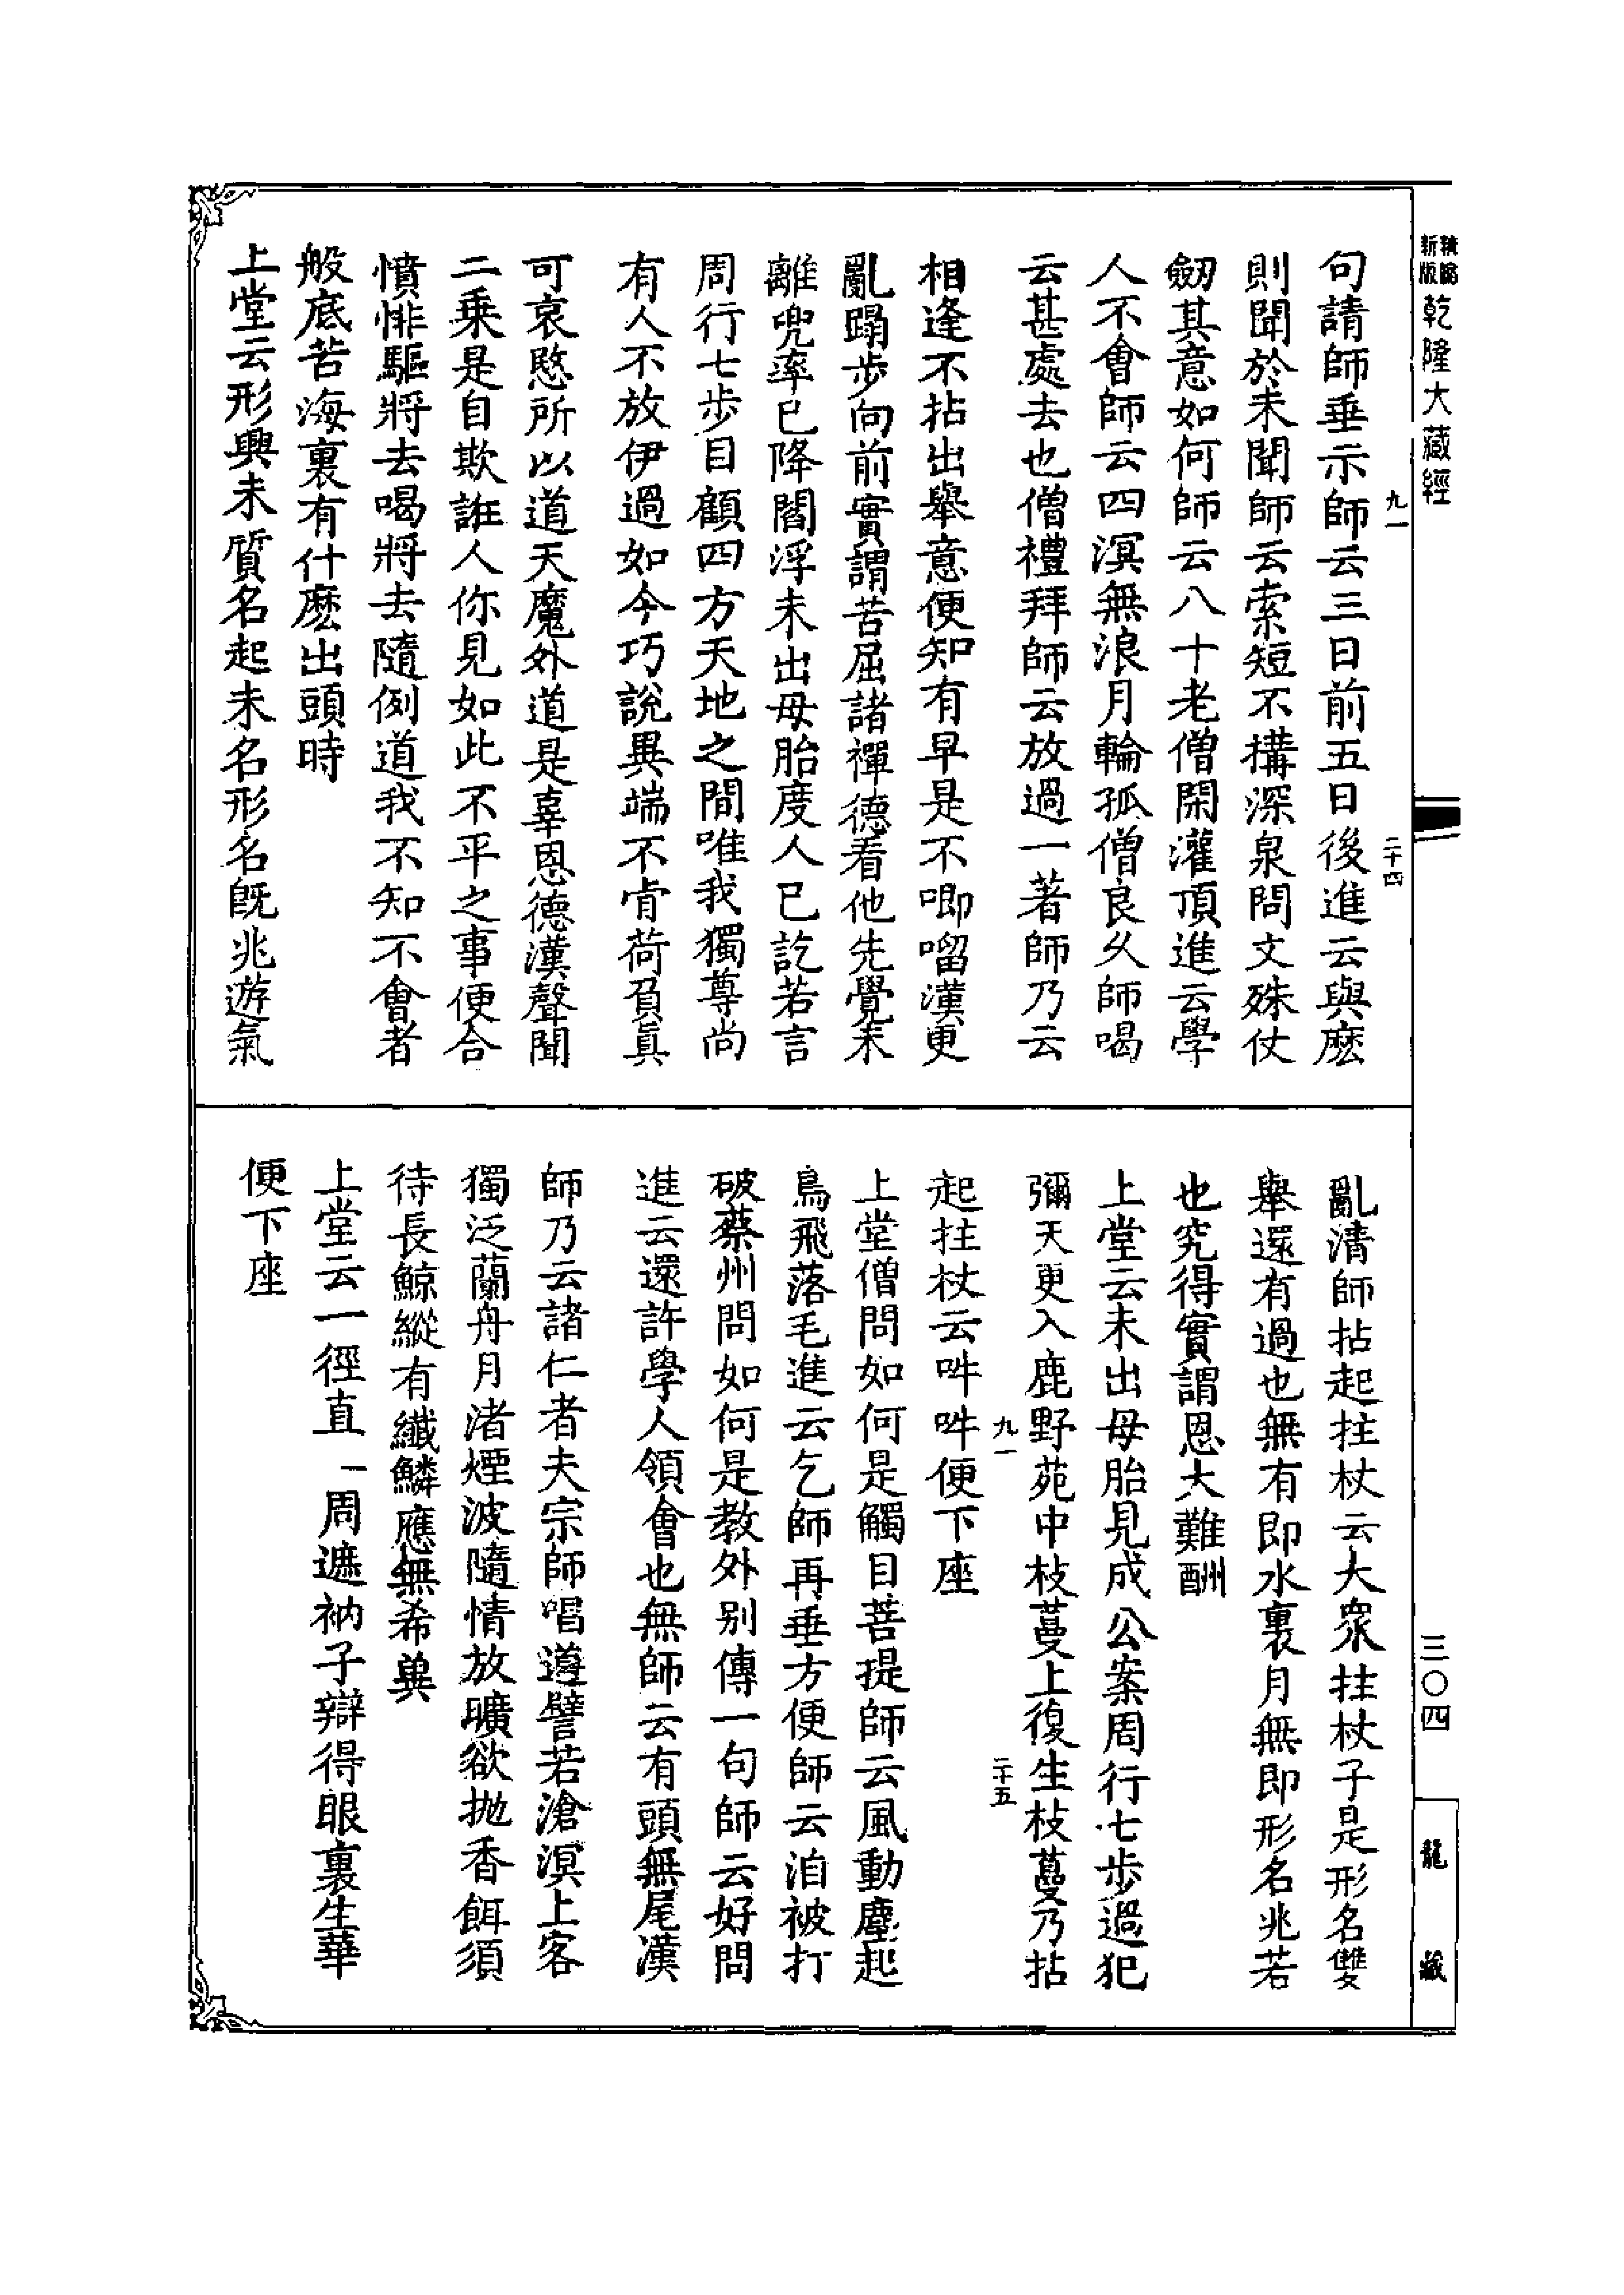 精縮
新版
乾隆大藏經
三〇四
龍藏
九一
二十四
句請師垂示師云三日前五日後進云與麽
則聞於未聞師云索短不搆深泉問文殊仗
劒其意如何師云八十老僧閑灌頂進云學
人不會師云四溟無浪月輪孤僧良久師喝
云甚處去也僧禮拜師云放過一著師乃云
相逢不拈出舉意便知有早是不唧𠺕漢更
亂蹋步向前實謂苦屈諸禪德看他先覺未
離兜率已降閻浮未出母胎度人已訖若言
周行七步目顧四方天地之間唯我獨尊尚
有人不放伊過如今巧說異端不肯荷負真
可哀愍所以道天魔外道是辜恩德漢聲聞
二乘是自欺誑人你見如此不平之事便合
憤悱驅將去喝將去隨例道我不知不會者
般底苦海裏有什麽出頭時
上堂云形興未質名起未名形名旣兆遊氣
亂清師拈起拄杖云大衆拄杖子是形名雙
舉還有過也無有即水裏月無即形名兆若
也究得實謂恩大難酬
上堂云未出母胎見成公案周行七步過犯
彌天更入鹿野苑中枝蔓上復生枝蔓乃拈
九一
二十五
起拄杖云吽吽便下座
上堂僧問如何是觸目菩提師云風動塵起
鳥飛落毛進云乞師再垂方便師云洎被打
破蔡州問如何是教外別傳一句師云好問
進云還許學人領會也無師云有頭無尾漢
師乃云諸仁者夫宗師唱道譬若滄溟上客
獨泛蘭舟月渚煙波隨情放曠欲抛香餌須
待長鯨縱有纖鱗應無希冀
上堂云一徑直一周遮衲子辯得眼裏生華
便下座